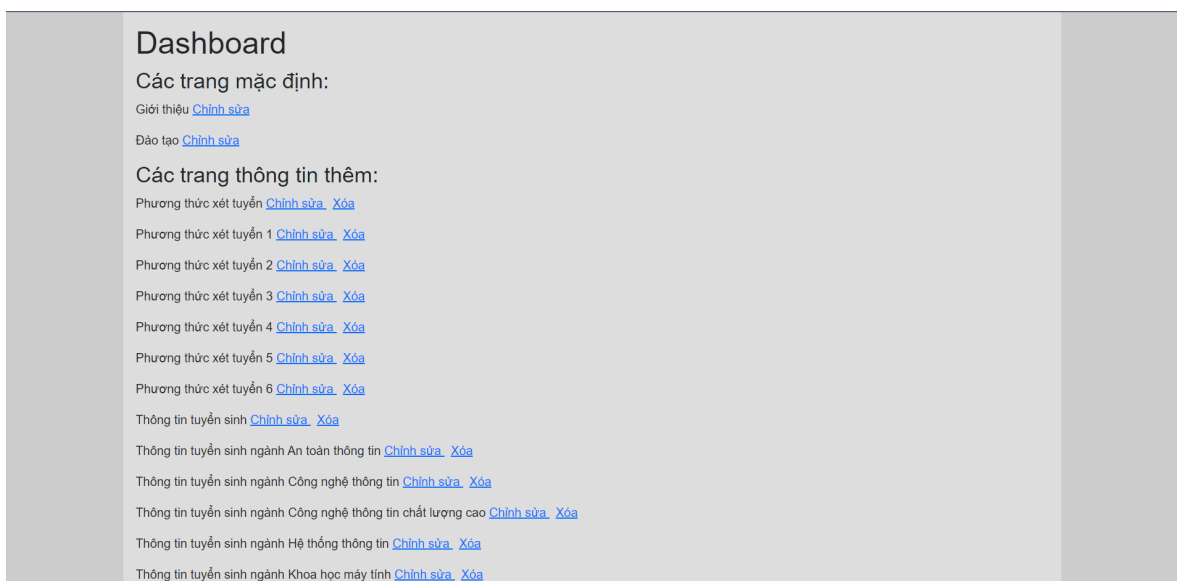 Dashboard
Các trang mặc định:
Giới thiệu Chỉnh sửa
Đào tạo Chỉnh sửa
Các trang thông tin thêm:
Phương thức xét tuyển Chỉnh sửa Xóa
Phương thức xét tuyển 1 Chỉnh sửa Xóa
Phương thức xét tuyển 2 Chỉnh sửa Xóa
Phương thức xét tuyển 3 Chỉnh sửa Xóa
Phương thức xét tuyển 4 Chỉnh sửa Xóa
Phương thức xét tuyển 5 Chỉnh sửa Xóa
Phương thức xét tuyển 6 Chỉnh sửa Xóa
Thông tin tuyển sinh Chỉnh sửa Xóa
Thông tin tuyển sinh ngành An toàn thông tin Chỉnh sửa Xóa
Thông tin tuyển sinh ngành Công nghệ thông tin Chỉnh sửa Xóa
Thông tin tuyển sinh ngành Công nghệ thông tin chất lượng cao Chỉnh sửa Xóa
Thông tin tuyển sinh ngành Hệ thống thông tin Chỉnh sửa Xóa
Thông tin tuyển sinh ngành Khoa học máy tính Chỉnh sửa Xóa